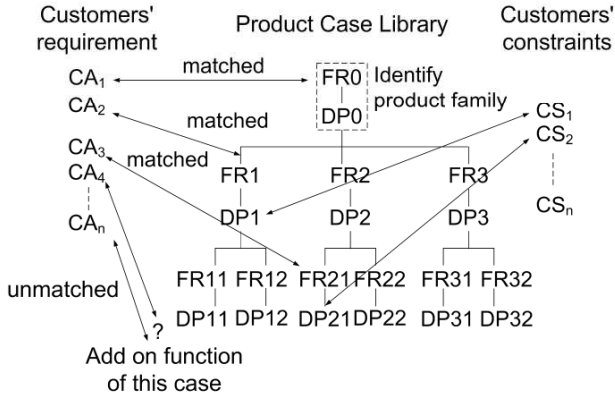 Customers' requirement
Product Case Library
Customers' constraints
CA1
matched
FR0
Identify product family
CA2
DP0
CS1
matched
CS2
CA3
matched
CA4
FR1
FR2
FR3
CSn
CAn
DP1
DP2
DP3
unmatched
FR11 FR12 FR21 FR22 FR31 FR32
?
DP11 DP12 DP21 DP22 DP31 DP32
Add on function
of this case